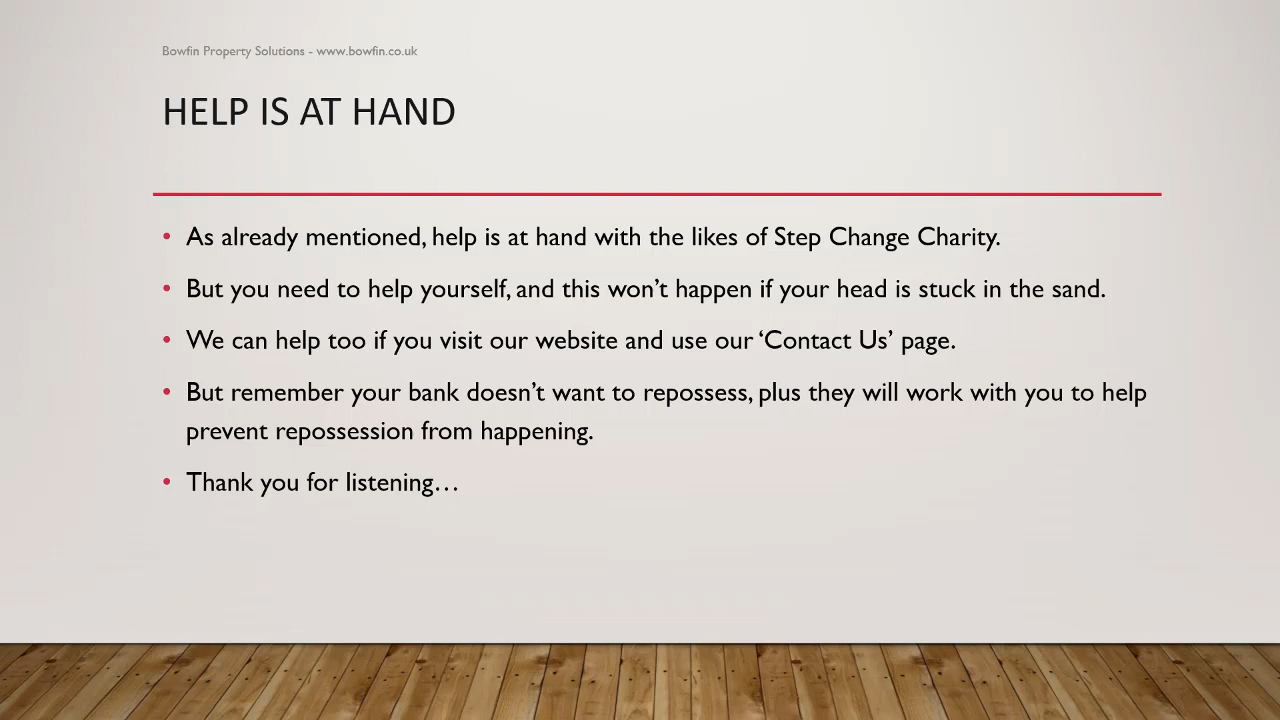 Bowfin Property Solutions - www.bowfin.co.uk
HELP IS AT HAND
• As already mentioned, help is at hand with the likes of Step Change Charity.
• But you need to help yourself, and this won’t happen if your head is stuck in the sand.
• We can help too if you visit our website and use our ‘Contact Us’ page.
• But remember your bank doesn’t want to repossess, plus they will work with you to help
prevent repossession from happening.
• Thank you for listening…